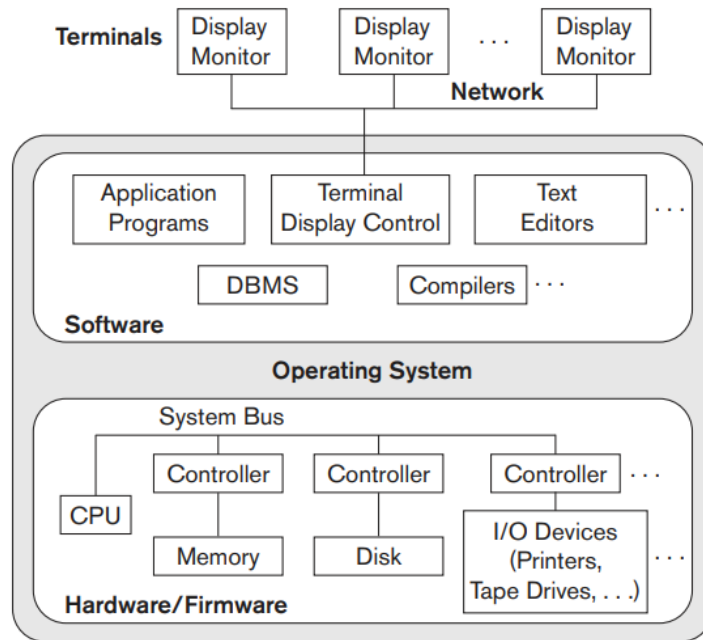 Terminals
Display
Monitor
Display
Monitor
. . .
Display
Monitor
Network
Application
Programs
Terminal
Display Control
Text
Editors
. . .
DBMS
Compilers
. . .
Software
Operating System
System Bus
Controller
Controller
Controller
. . .
CPU
Memory
Disk
I/O Devices
(Printers,
Tape Drives, . . .)
. . .
Hardware/Firmware